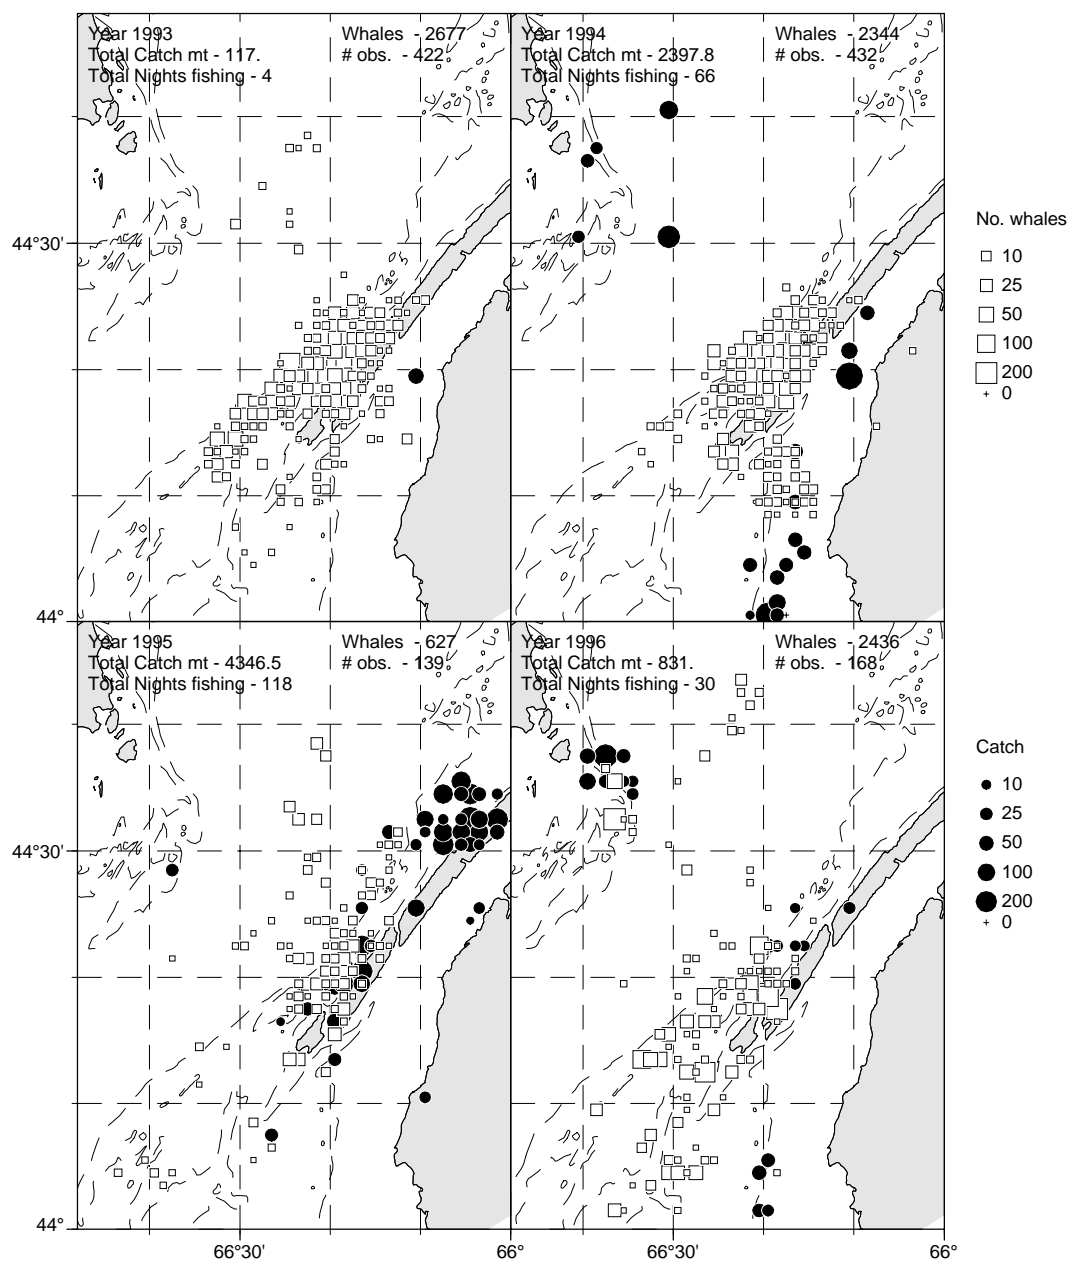 Year 1993 Whales - 2677
Total Catch mt - 117. # obs. - 422
Total Nights fishing - 4
Year 1994 Whales - 2344
Total Catch mt - 2397.8 # obs. - 432
Total Nights fishing - 66
No. whales
10
25
50
100
200
0
44°30'
44°
Year 1995 Whales - 627
Total Catch mt - 4346.5 # obs. - 139
Total Nights fishing - 118
Year 1996 Whales - 2436
Total Catch mt - 831. # obs. - 168
Total Nights fishing - 30
Catch
10
25
50
100
200
0
44°30'
44°
66°30' 66° 66°30' 66°